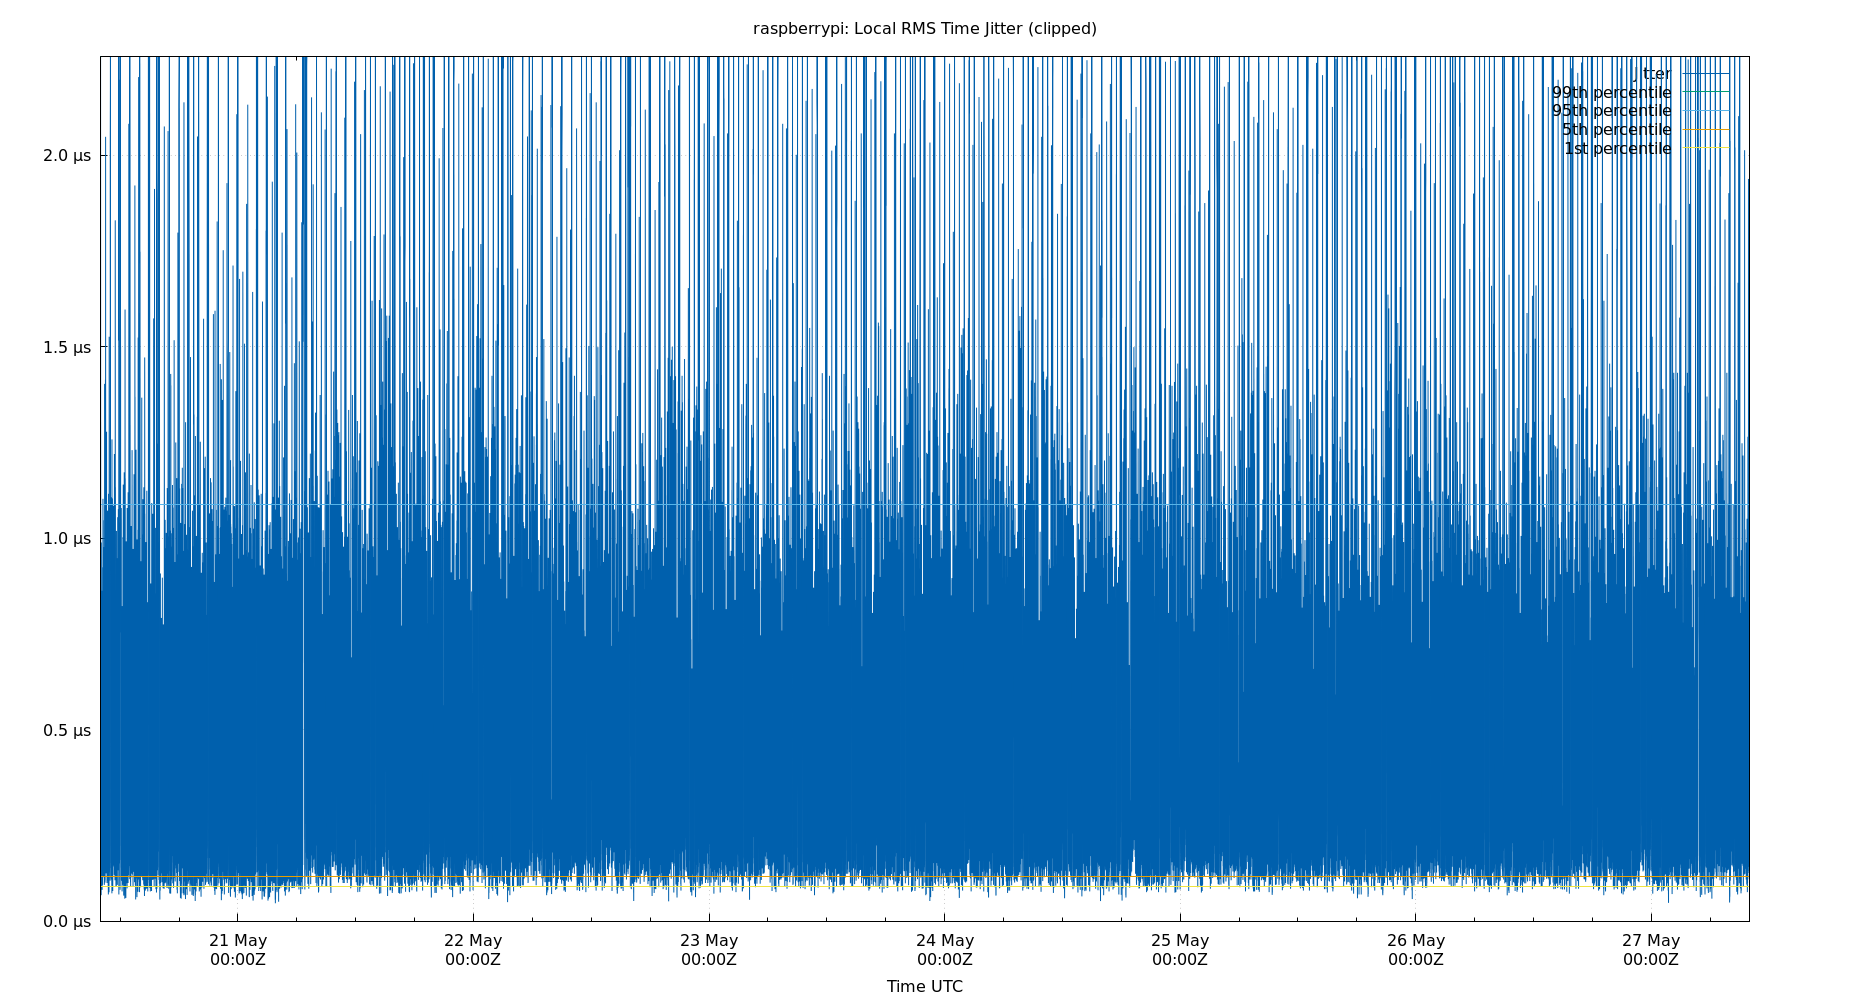 raspberrypi: Local RMS Time Jitter (clipped)
Jitter
99th percentile
95th percentile
5th percentile
1st percentile
2.0 µs
1.5 µs
1.0 µs
0.5 µs
0.0 µs
21 May 22 May 23 May 24 May 25 May 26 May 27 May
00:00Z 00:00Z 00:00Z 00:00Z 00:00Z 00:00Z 00:00Z
Time UTC